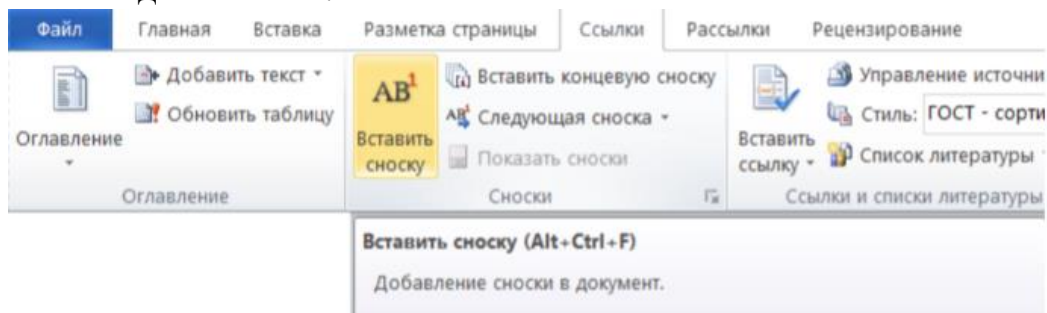 Файл Главная Вставка Разметка страницы Ссылки Рассылки Рецензирование
Оглавление
Добавить текст
Обновить таблицу
Оглавление
AB1
Вставить
сноску
Вставить концевую сноску
AB1 Следующая сноска
Показать сноски
Сноски
Вставить
ссылку
Управление источни
Стиль: ГОСТ - сорти
Список литературы
Ссылки и списки литературы
Вставить сноску (Alt+Ctrl+F)
Добавление сноски в документ.